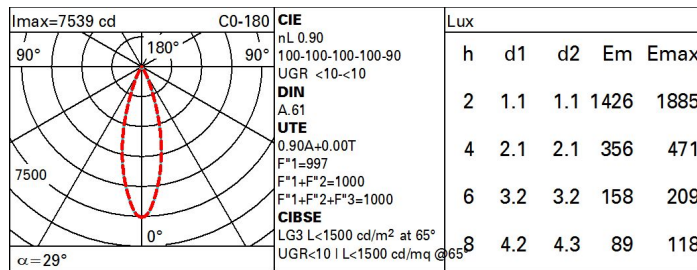 Imax=7539 cd C0-180
90° 180° 90°
7500
0°
α=29°
CIE
nL 0.90
100-100-100-100-90
UGR <10-<10
DIN
A.61
UTE
0.90A+0.00T
F"1=997
F"1+F"2=1000
F"1+F"2+F"3=1000
CIBSE
LG3 L<1500 cd/m² at 65°
UGR<10 | L<1500 cd/mq @65°
Lux
h d1 d2 Em Emax
2 1.1 1.1 1426 1885
4 2.1 2.1 356 471
6 3.2 3.2 158 209
8 4.2 4.3 89 118